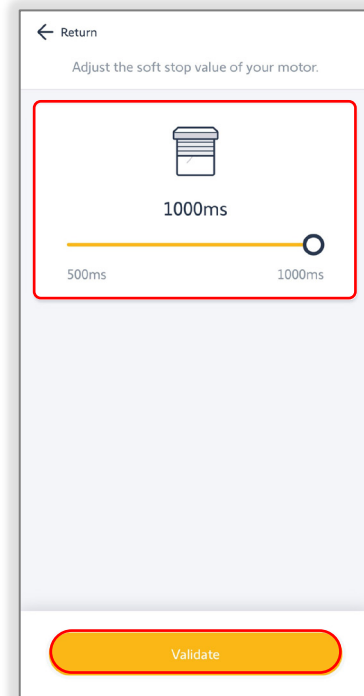 Return
Adjust the soft stop value of your motor.
1000ms
500ms 1000ms
Validate